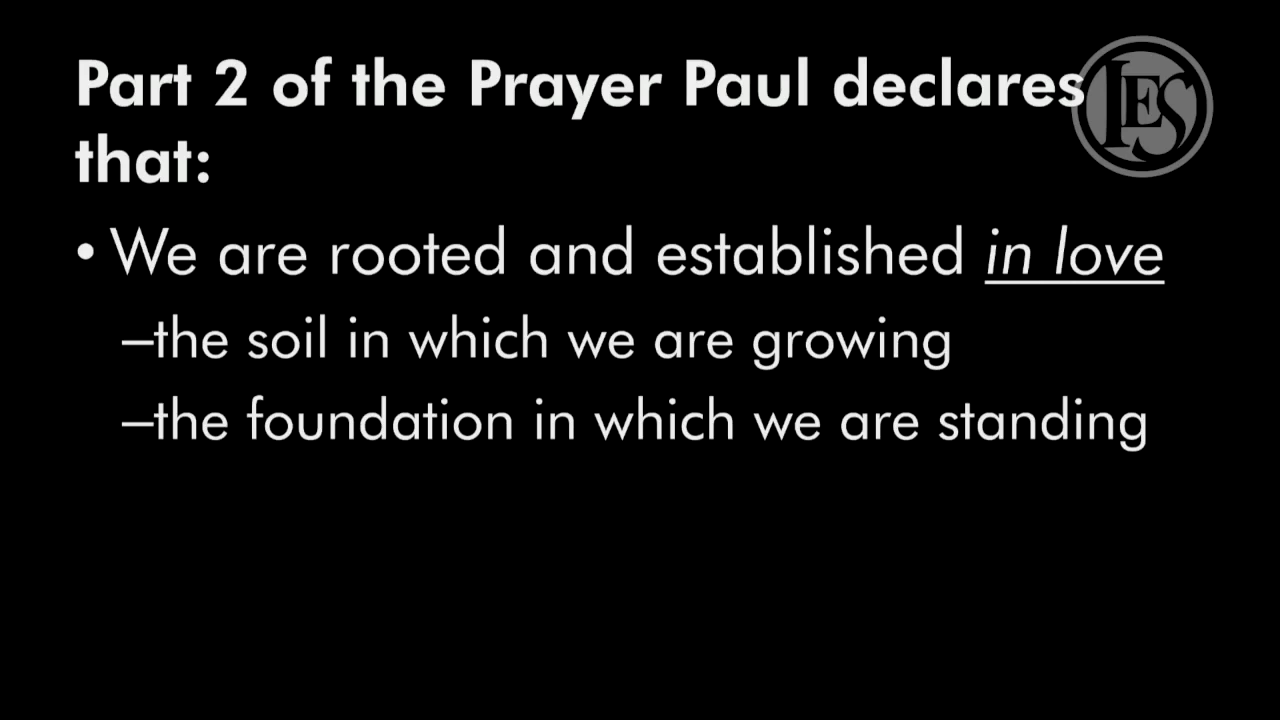 Part 2 of the Prayer Paul declares
that:
• We are rooted and established in love
–the soil in which we are growing
–the foundation in which we are standing
IES